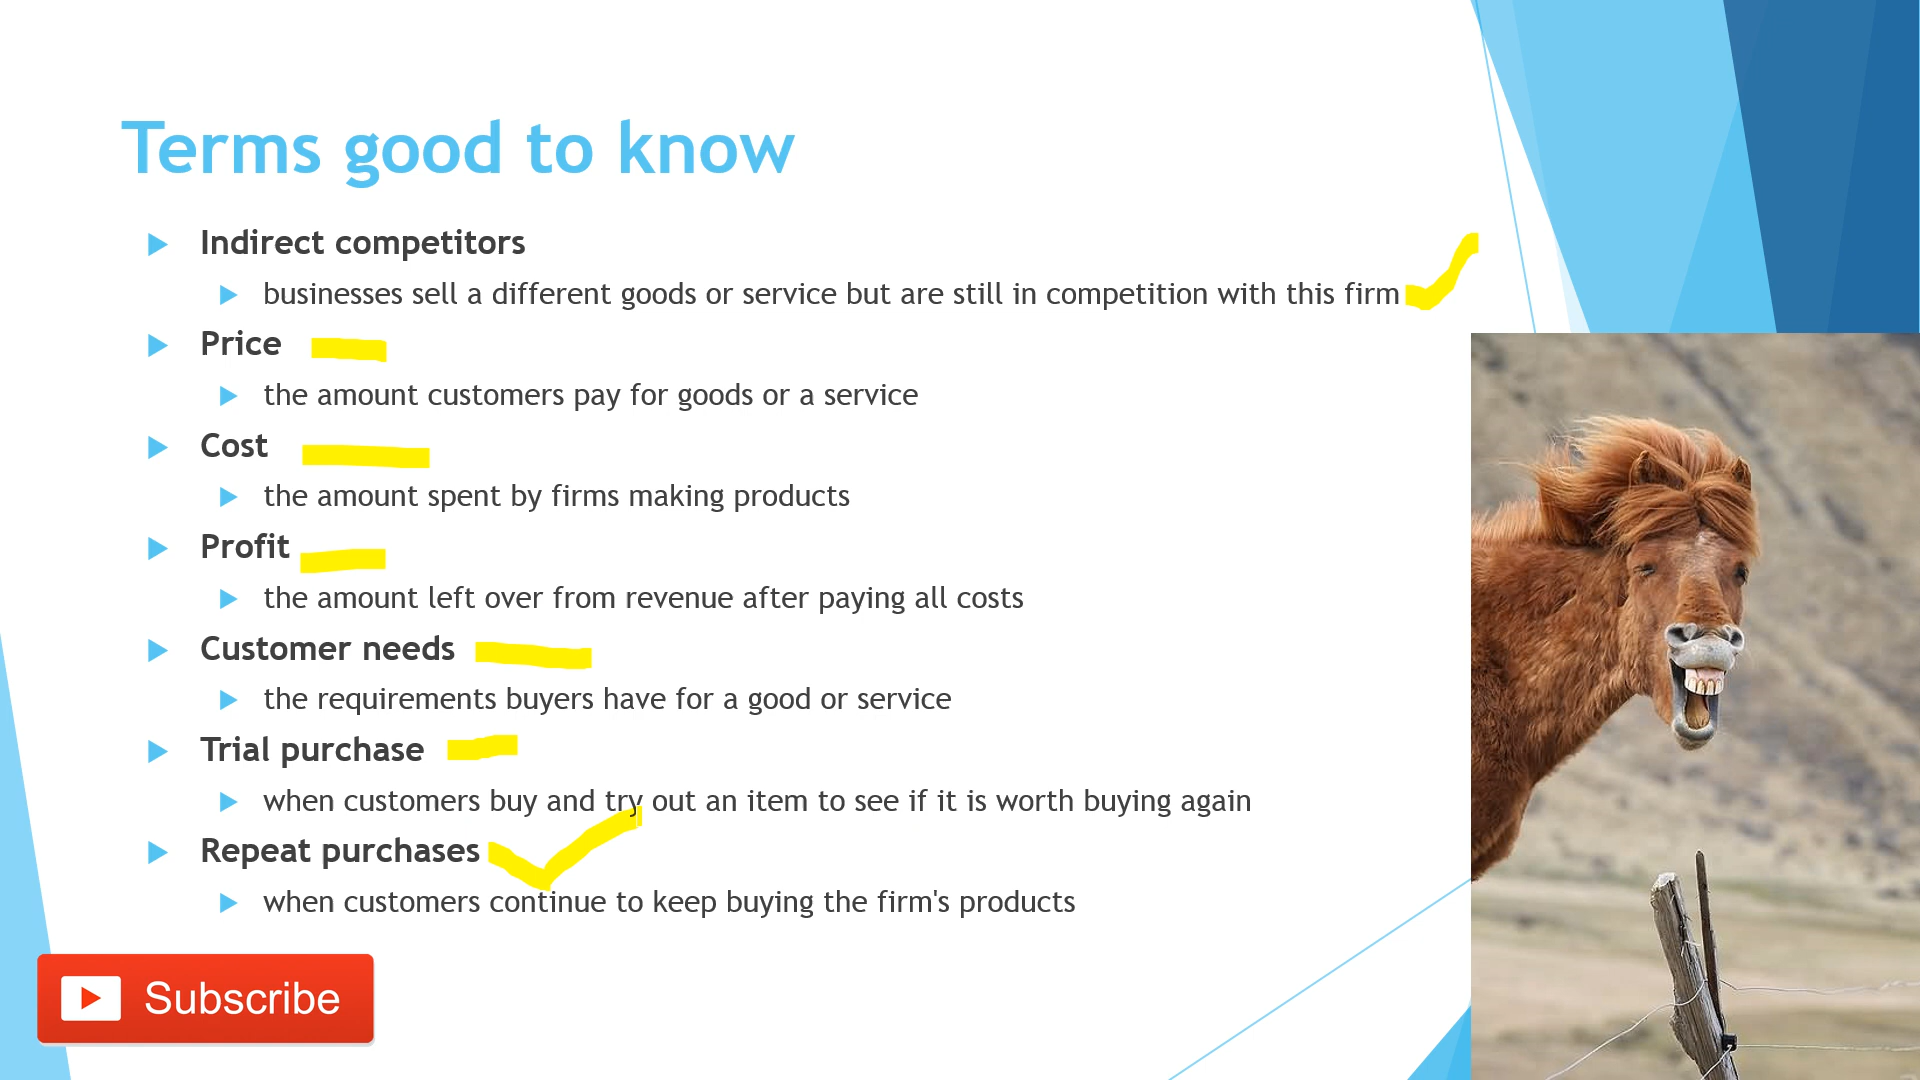 Terms good to know
Indirect competitors
businesses sell a different goods or service but are still in competition with this firm
Price
the amount customers pay for goods or a service
Cost
the amount spent by firms making products
Profit
the amount left over from revenue after paying all costs
Customer needs
the requirements buyers have for a good or service
Trial purchase
when customers buy and try out an item to see if it is worth buying again
Repeat purchases
when customers continue to keep buying the firm's products
Subscribe